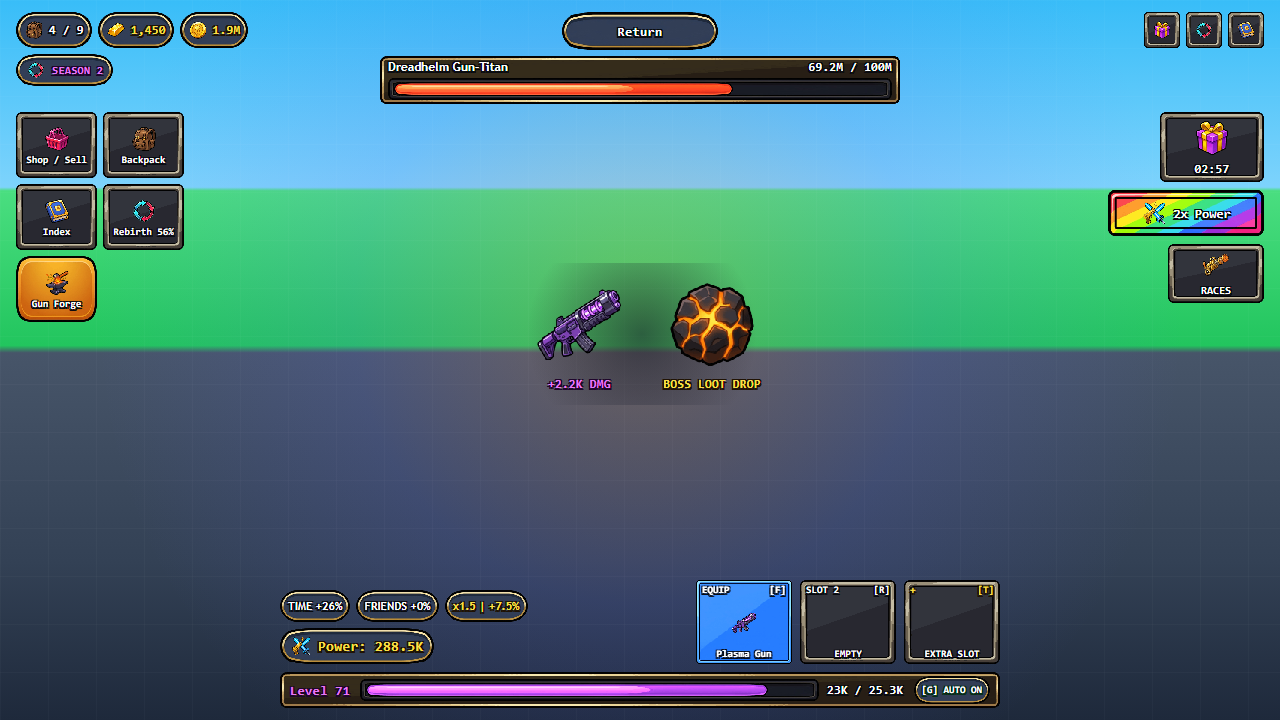 4 / 9
1,450
1.9M
SEASON 2
Return
Dreadhelm Gun-Titan
69.2M / 100M
Shop / Sell
Backpack
Index
Rebirth 56%
Gun Forge
02:57
2x Power
RACES
+2.2K DMG
BOSS LOOT DROP
TIME +26%
FRIENDS +0%
x1.5 | +7.5%
Power: 288.5K
EQUIP
[F]
Plasma Gun
SLOT 2
[R]
EMPTY
+
[T]
EXTRA SLOT
Level 71
23K / 25.3K
[G] AUTO ON